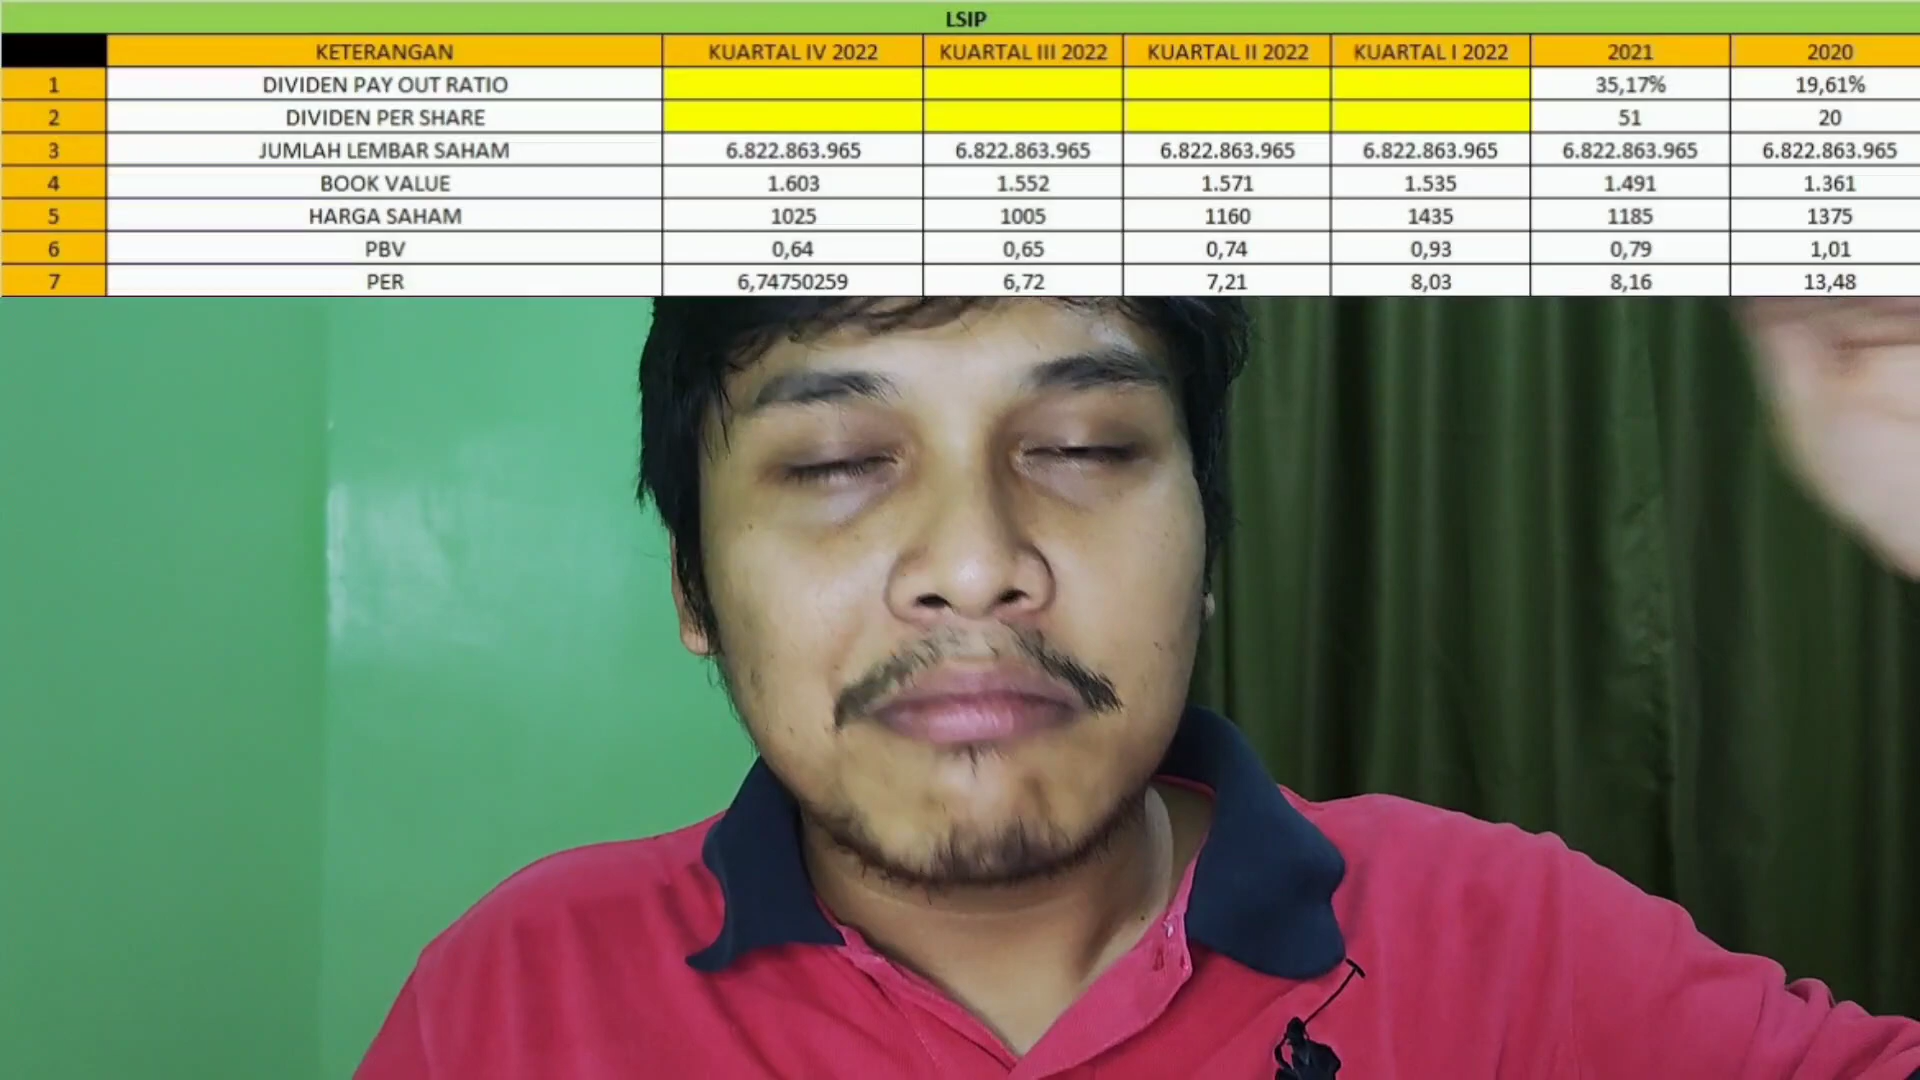 LSIP
KETERANGAN KUARTAL IV 2022 KUARTAL III 2022 KUARTAL II 2022 KUARTAL I 2022 2021 2020
1 DIVIDEN PAY OUT RATIO 35,17% 19,61%
2 DIVIDEN PER SHARE 51 20
3 JUMLAH LEMBAR SAHAM 6.822.863.965 6.822.863.965 6.822.863.965 6.822.863.965 6.822.863.965 6.822.863.965
4 BOOK VALUE 1.603 1.552 1.571 1.535 1.491 1.361
5 HARGA SAHAM 1025 1005 1160 1435 1185 1375
6 PBV 0,64 0,65 0,74 0,93 0,79 1,01
7 PER 6,74750259 6,72 7,21 8,03 8,16 13,48